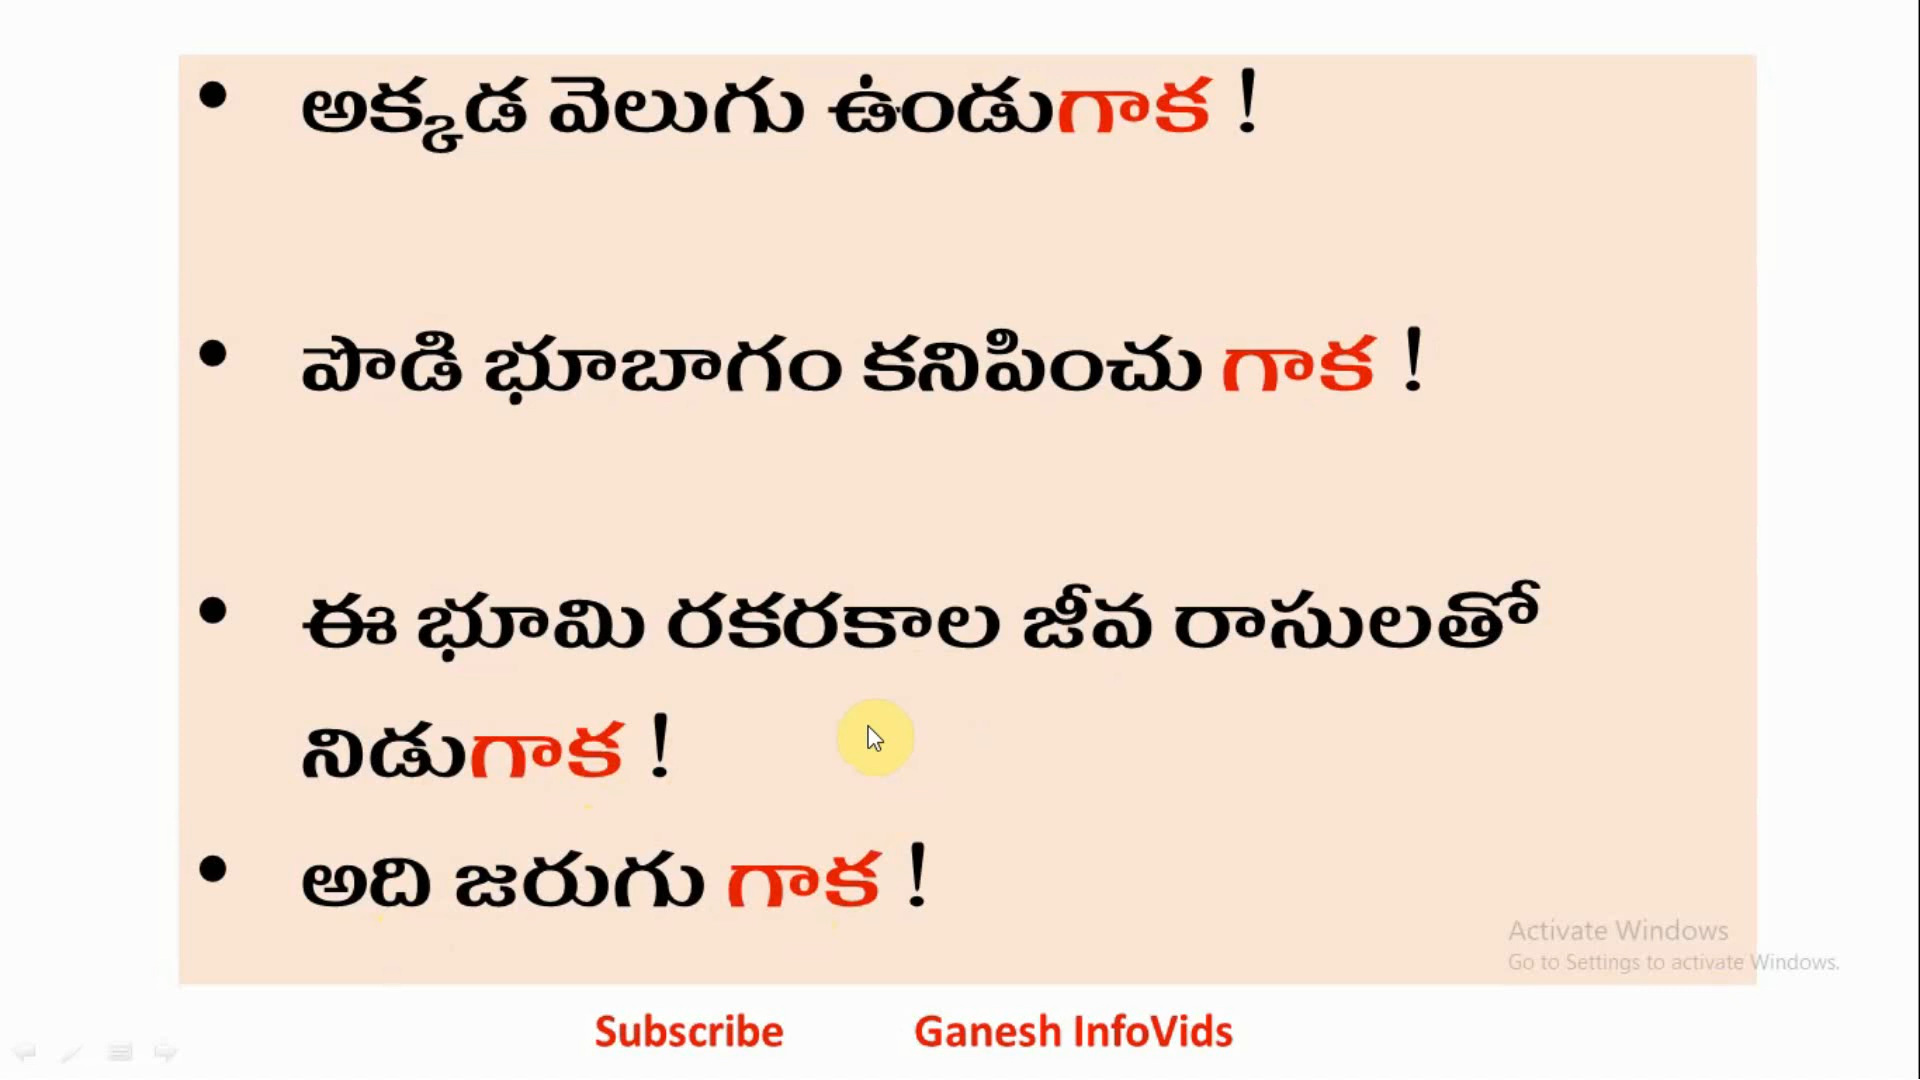 • అక్కడ వెలుగు ఉండుగాక !
• పొడి భూబాగం కనిపించు గాక !
• ఈ భూమి రకరకాల జీవ రాసులతో
నిడుగాక !
• అది జరుగు గాక !
Activate Windows
Go to Settings to activate Windows.
Subscribe Ganesh InfoVids